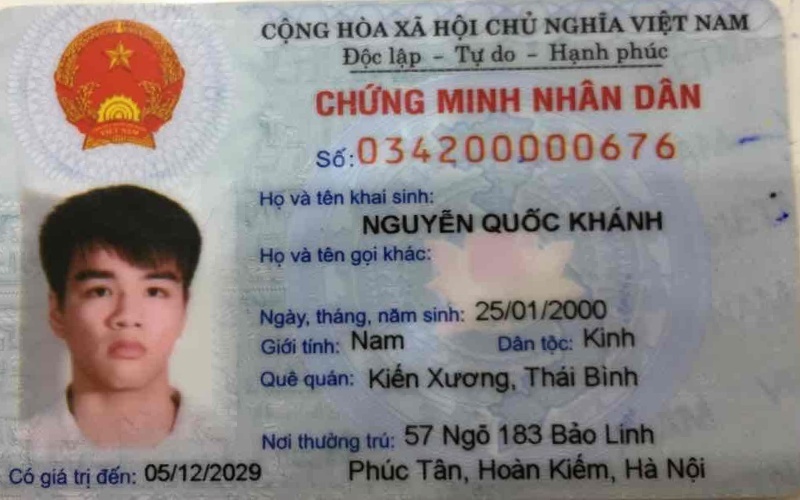 CỘNG HÒA XÃ HỘI CHỦ NGHĨA VIỆT NAM
Độc lập - Tự do - Hạnh phúc
CHỨNG MINH NHÂN DÂN
Số: 034200000676
Họ và tên khai sinh:
NGUYỄN QUỐC KHÁNH
Họ và tên gọi khác:
Ngày, tháng, năm sinh: 25/01/2000
Giới tính: Nam Dân tộc: Kinh
Quê quán: Kiến Xương, Thái Bình
Nơi thường trú: 57 Ngõ 183 Bảo Linh
Phúc Tân, Hoàn Kiếm, Hà Nội
Có giá trị đến: 05/12/2029
VIỆT NAM